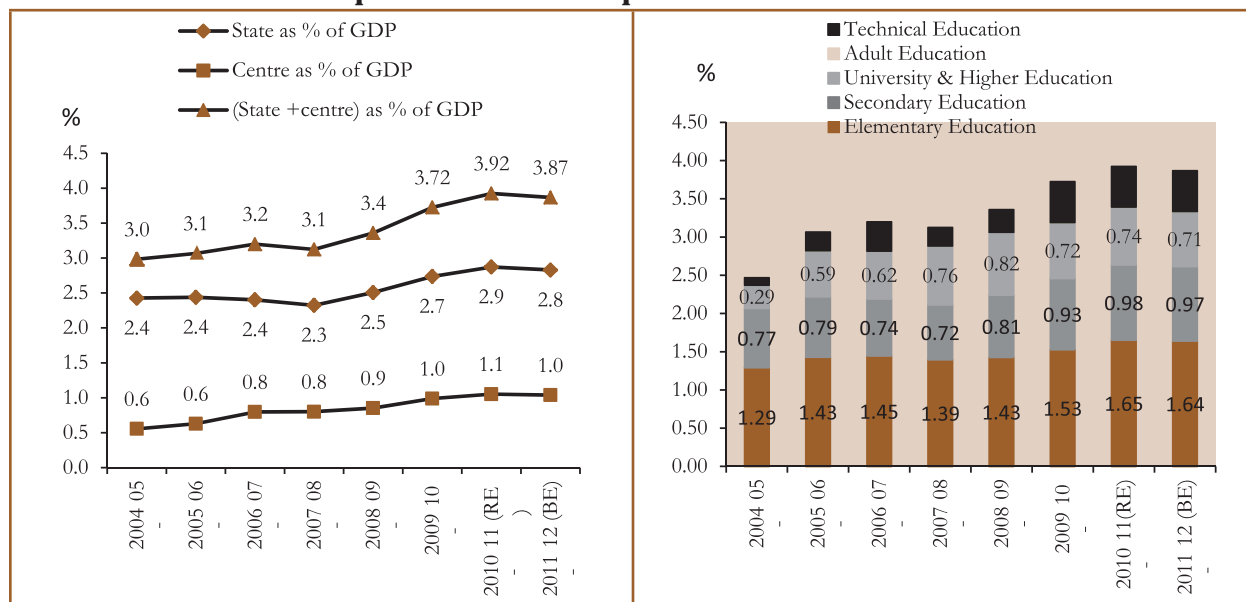 State as % of GDP
Centre as % of GDP
(State +centre) as % of GDP
%
4.5
4.0
3.5
3.0
2.5
2.0
1.5
1.0
0.5
0.0
3.0
3.1
3.2
3.1
3.4
3.72
3.92
3.87
2.4
2.4
2.4
2.3
2.5
2.7
2.9
2.8
0.6
0.6
0.8
0.8
0.9
1.0
1.1
1.0
2004 05 -
2005 06 -
2006 07 -
2007 08 -
2008 09 -
2009 10 -
2010 11 (RE ) -
2011 12 (BE) -
Technical Education
Adult Education
University & Higher Education
Secondary Education
Elementary Education
%
4.50
4.00
3.50
3.00
2.50
2.00
1.50
1.00
0.50
0.00
0.29
0.59
0.62
0.76
0.82
0.72
0.74
0.71
0.77
0.79
0.74
0.72
0.81
0.93
0.98
0.97
1.29
1.43
1.45
1.39
1.43
1.53
1.65
1.64
2004 05 -
2005 06 -
2006 07 -
2007 08 -
2008 09 -
2009 10 -
2010 11 (RE) -
2011 12 (BE) -